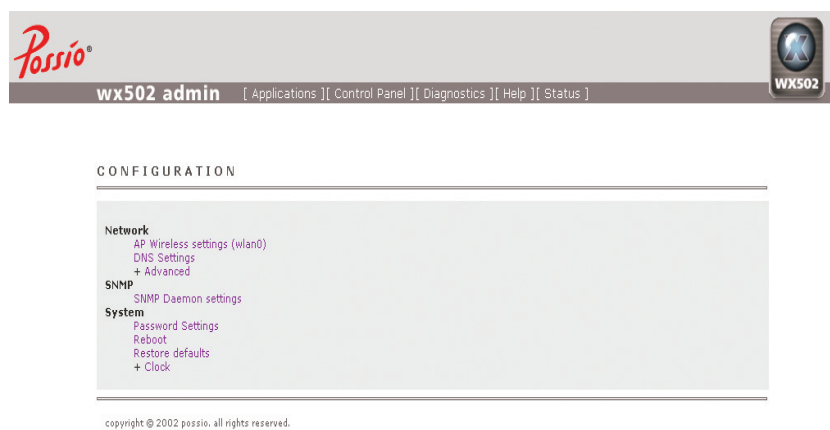 Possío®
WX502
wx502 admin [ Applications ][ Control Panel ][ Diagnostics ][ Help ][ Status ]
CONFIGURATION
Network
AP Wireless settings (wlan0)
DNS Settings
+ Advanced
SNMP
SNMP Daemon settings
System
Password Settings
Reboot
Restore defaults
+ Clock
copyright @ 2002 possio. all rights reserved.